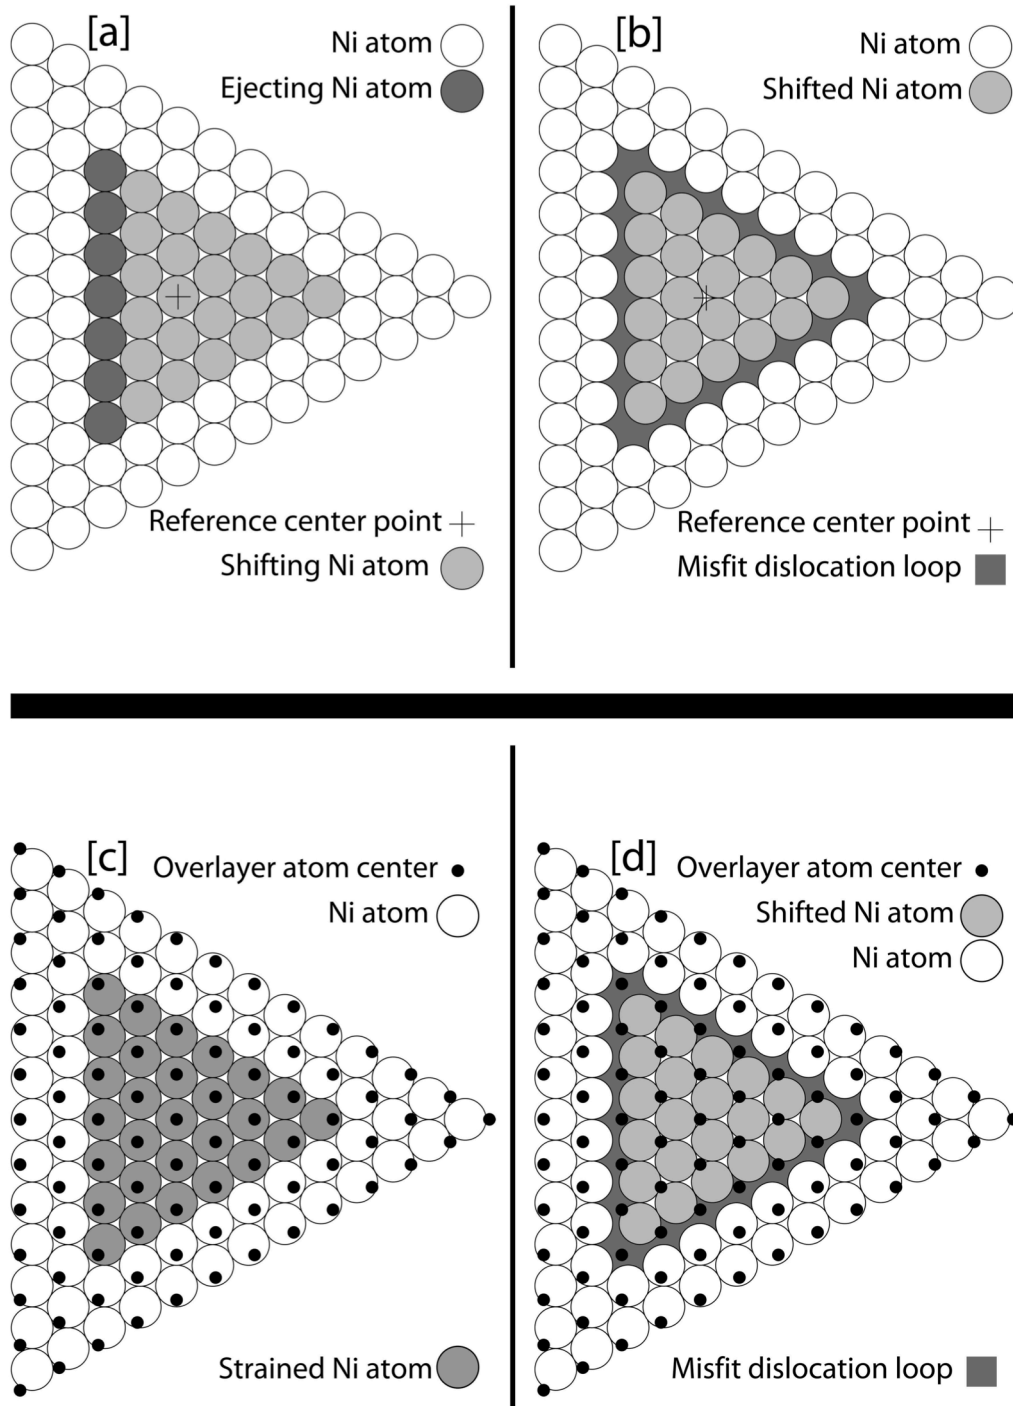 [a]
Ni atom
Ejecting Ni atom
Reference center point
Shifting Ni atom
[b]
Ni atom
Shifted Ni atom
Reference center point
Misfit dislocation loop
[c]
Overlayer atom center
Ni atom
Strained Ni atom
[d]
Overlayer atom center
Shifted Ni atom
Ni atom
Misfit dislocation loop